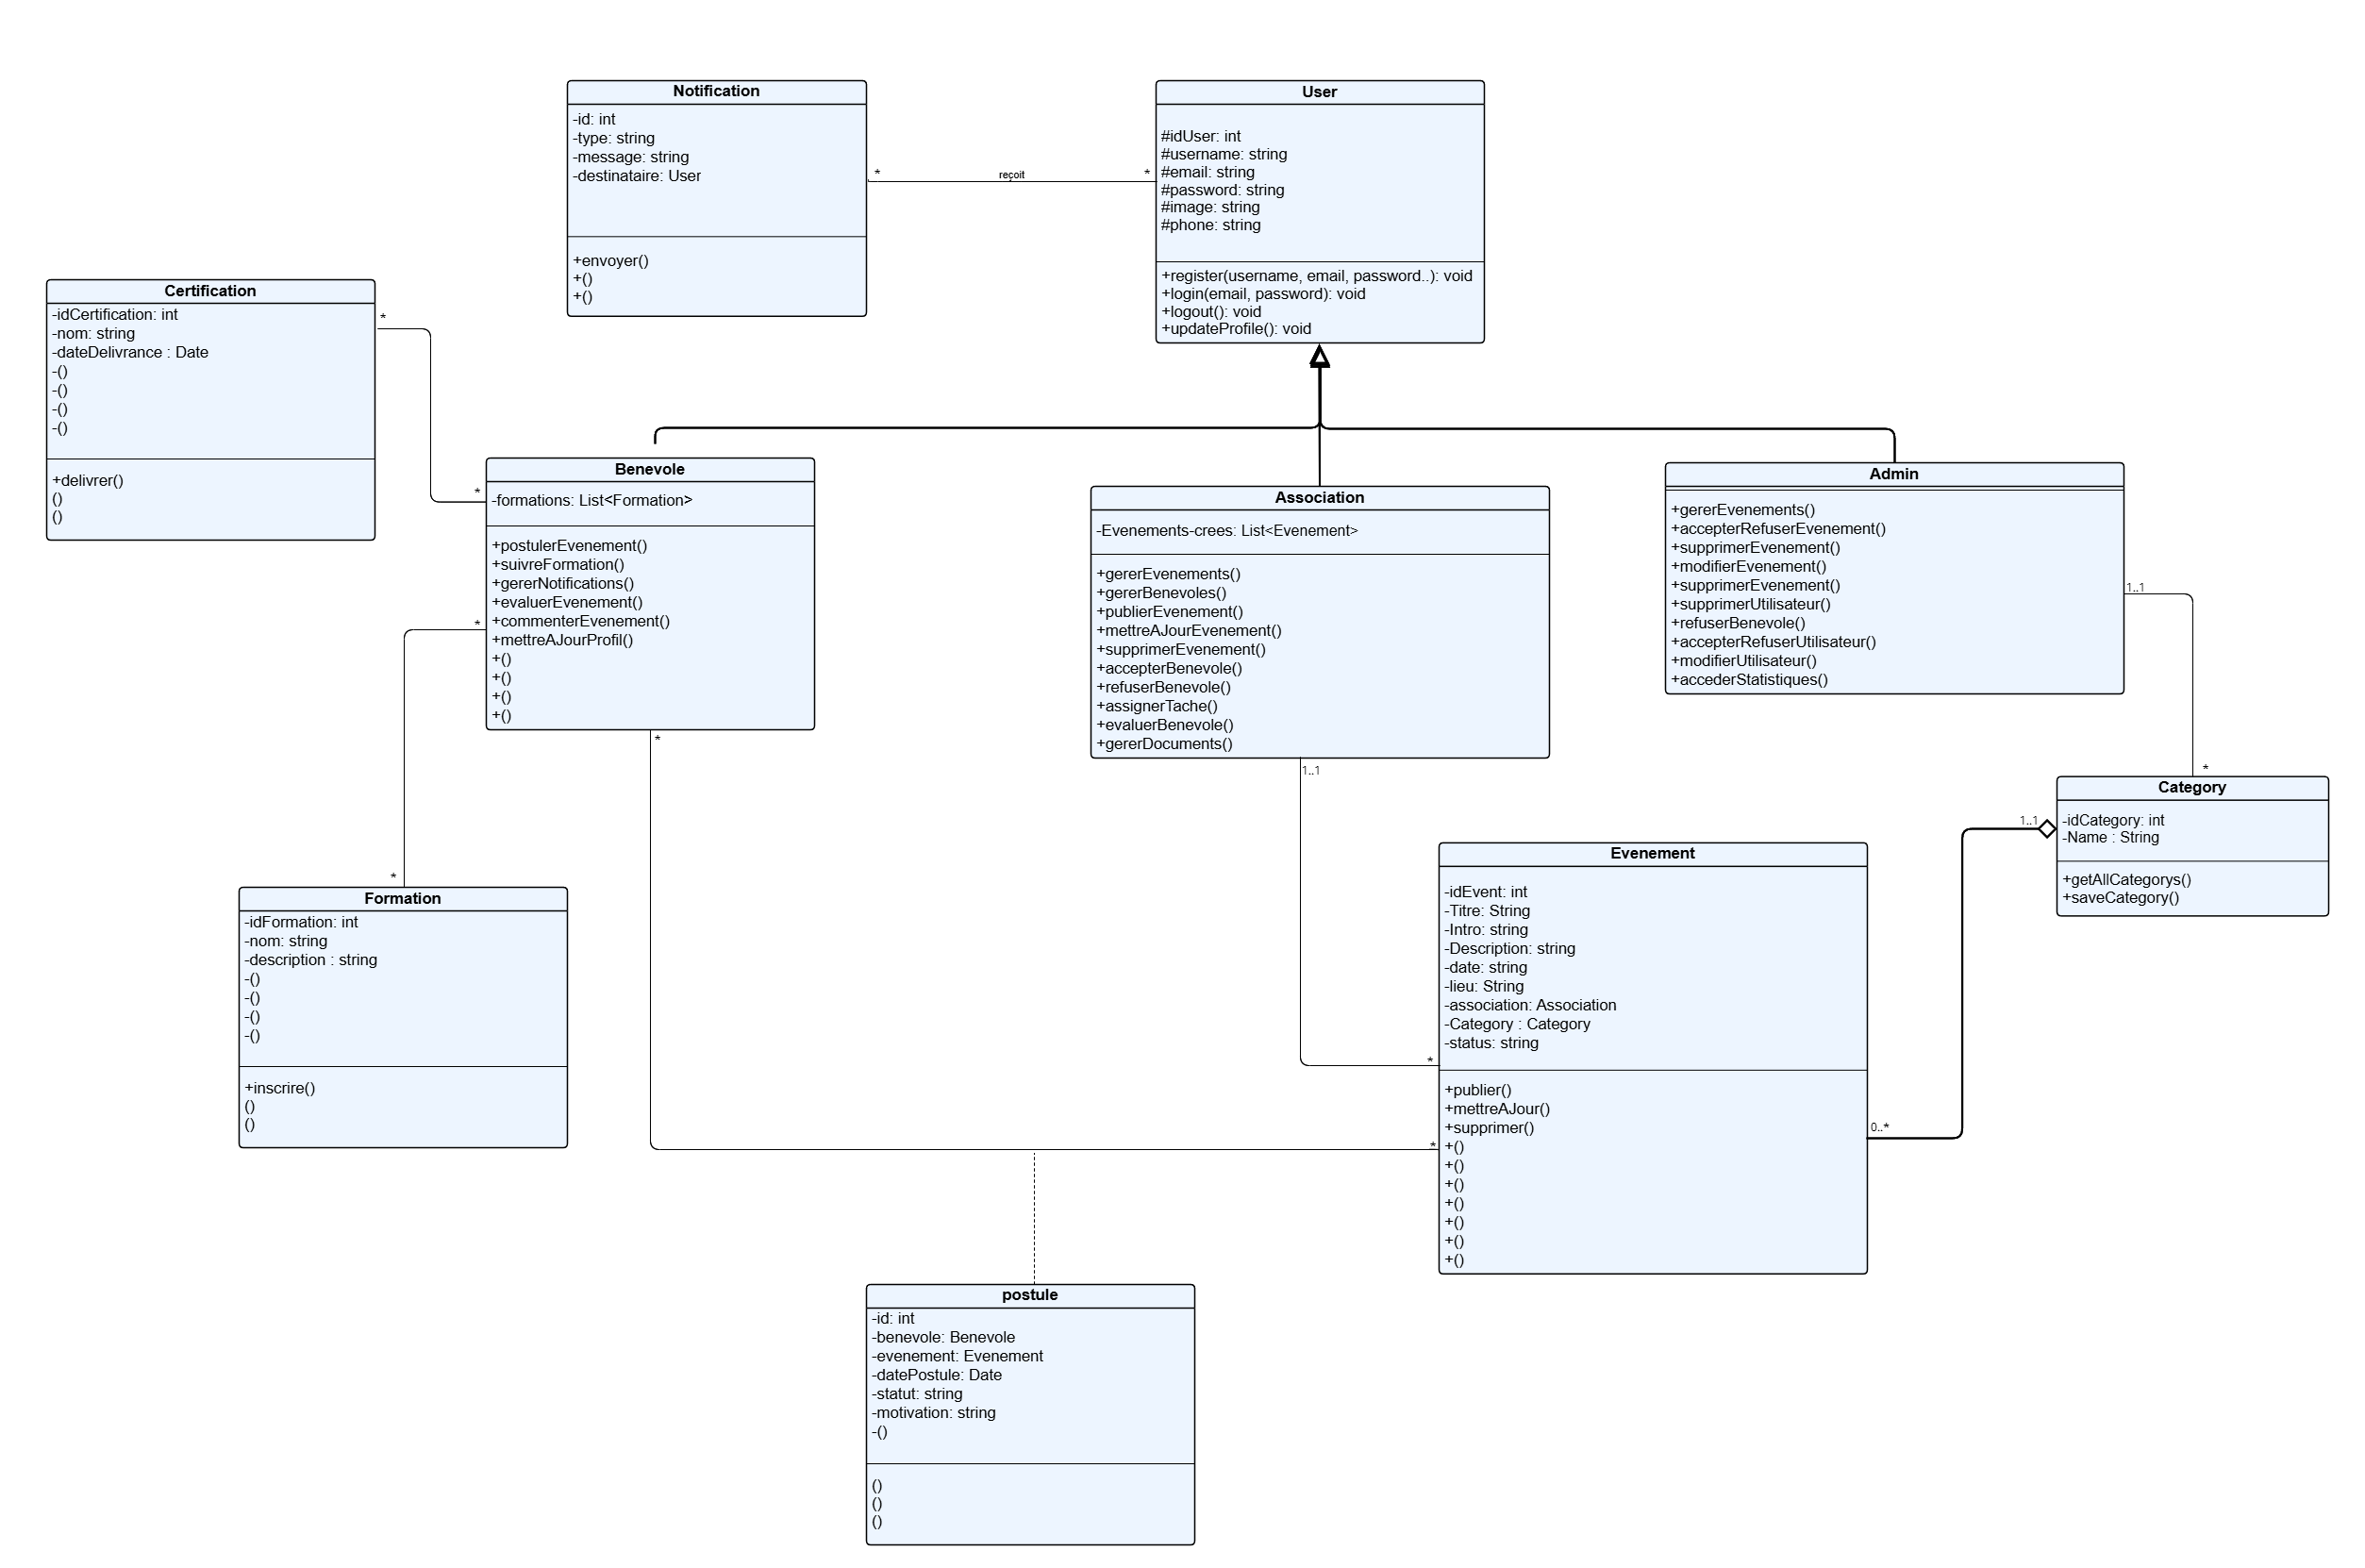 Notification
-id: int
-type: string
-message: string
-destinataire: User
+envoyer()
+()
+()
*
reçoit
*
User
#idUser: int
#username: string
#email: string
#password: string
#image: string
#phone: string
+register(username, email, password..): void
+login(email, password): void
+logout(): void
+updateProfile(): void
Certification
-idCertification: int
-nom: string
-dateDelivrance : Date
-()
-()
-()
-()
+delivrer()
()
()
*
*
Benevole
-formations: List<Formation>
+postulerEvenement()
+suivreFormation()
+gererNotifications()
+evaluerEvenement()
+commenterEvenement()
+mettreAJourProfil()
+()
+()
+()
+()
*
*
*
Association
-Evenements-crees: List<Evenement>
+gererEvenements()
+gererBenevoles()
+publierEvenement()
+mettreAJourEvenement()
+supprimerEvenement()
+accepterBenevole()
+refuserBenevole()
+assignerTache()
+evaluerBenevole()
+gererDocuments()
1..1
*
Admin
+gererEvenements()
+accepterRefuserEvenement()
+supprimerEvenement()
+modifierEvenement()
+supprimerEvenement()
+supprimerUtilisateur()
+refuserBenevole()
+accepterRefuserUtilisateur()
+modifierUtilisateur()
+accederStatistiques()
1..1
*
Category
-idCategory: int
-Name : String
+getAllCategorys()
+saveCategory()
1..1
0..*
Evenement
-idEvent: int
-Titre: String
-Intro: string
-Description: string
-date: string
-lieu: String
-association: Association
-Category : Category
-status: string
+publier()
+mettreAJour()
+supprimer()
+()
+()
+()
+()
+()
+()
+()
*
Formation
-idFormation: int
-nom: string
-description : string
-()
-()
-()
-()
+inscrire()
()
()
postule
-id: int
-benevole: Benevole
-evenement: Evenement
-datePostule: Date
-statut: string
-motivation: string
-()
()
()
()